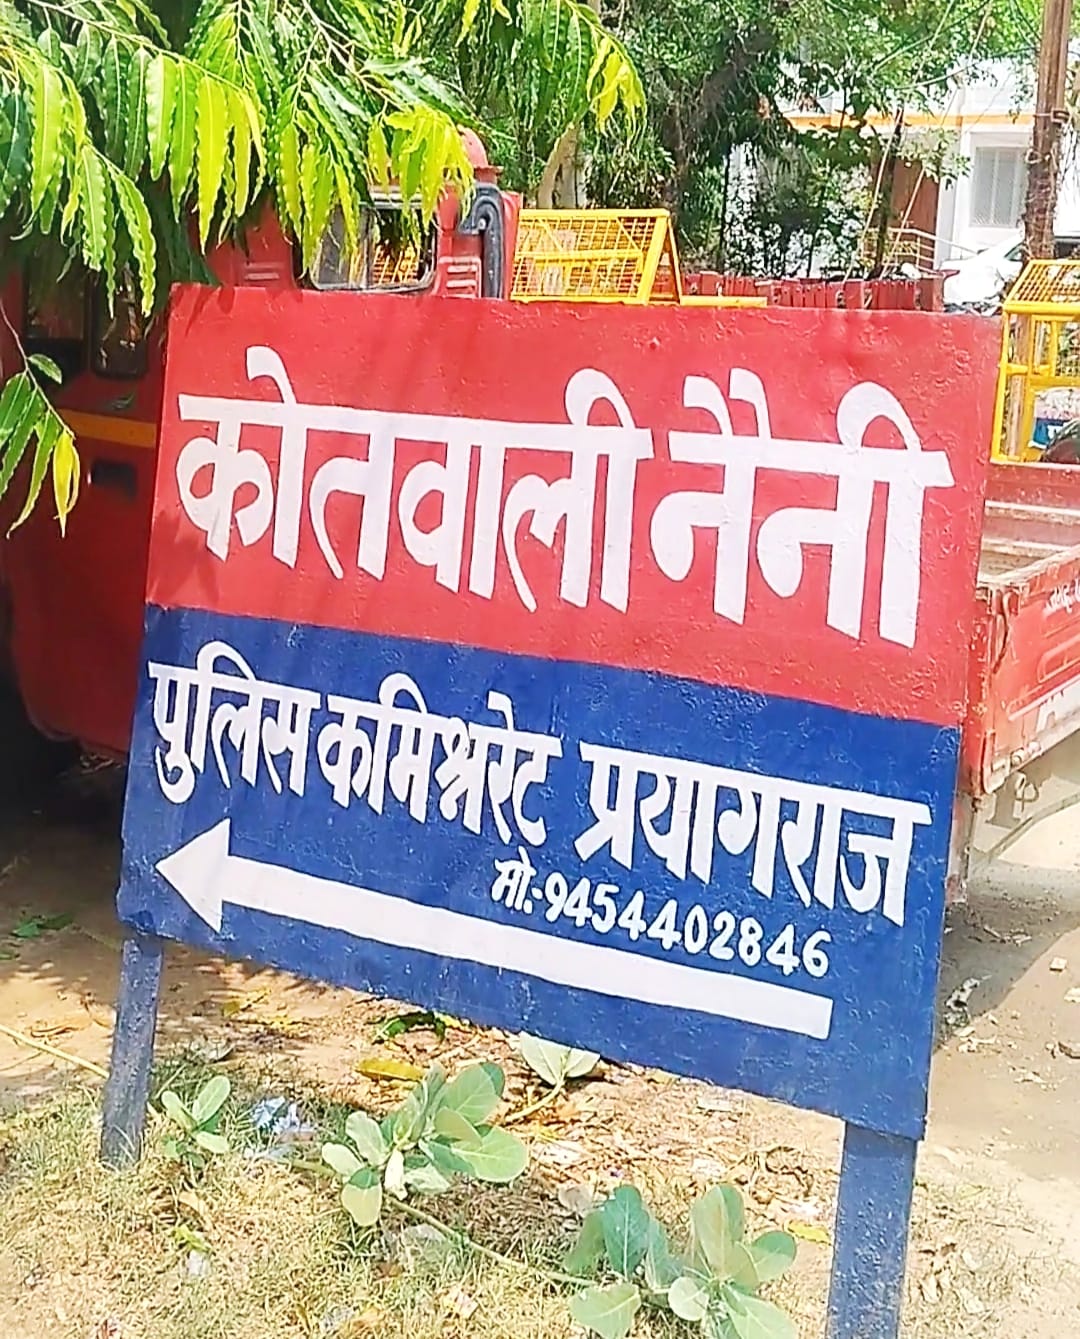 कोतवाली नैनी
पुलिस कमिश्नरेट प्रयागराज
मो.-9454402846